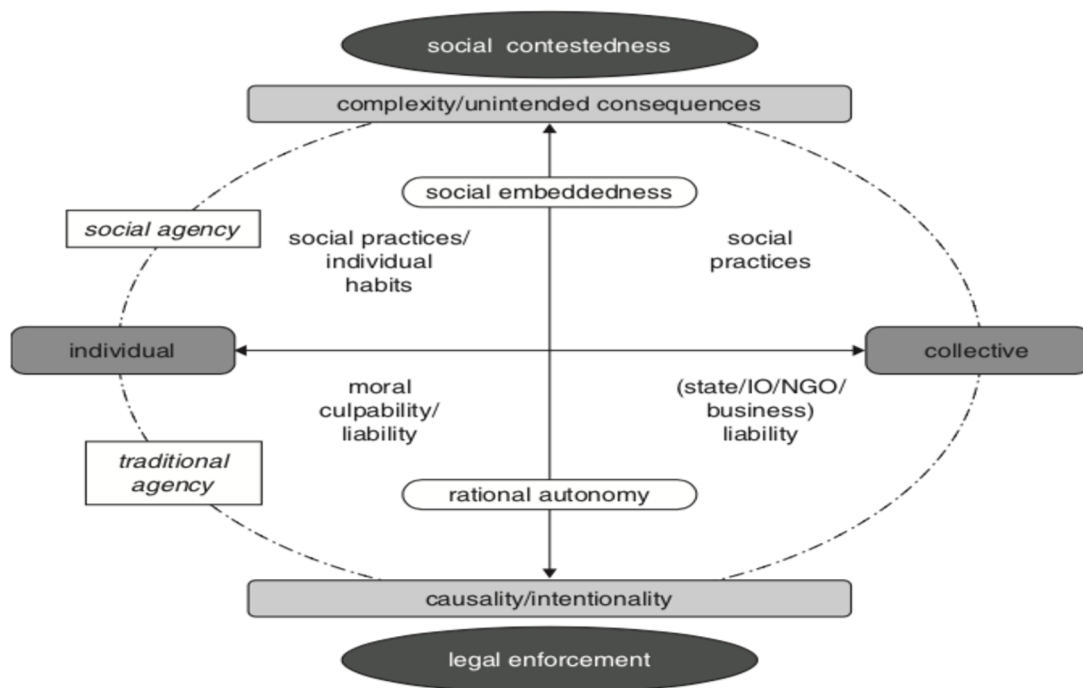 social contestedness
complexity/unintended consequences
social embeddedness
social agency
social practices/
individual
habits
social
practices
individual
collective
moral
culpability/
liability
(state/IO/NGO/
business)
liability
traditional
agency
rational autonomy
causality/intentionality
legal enforcement